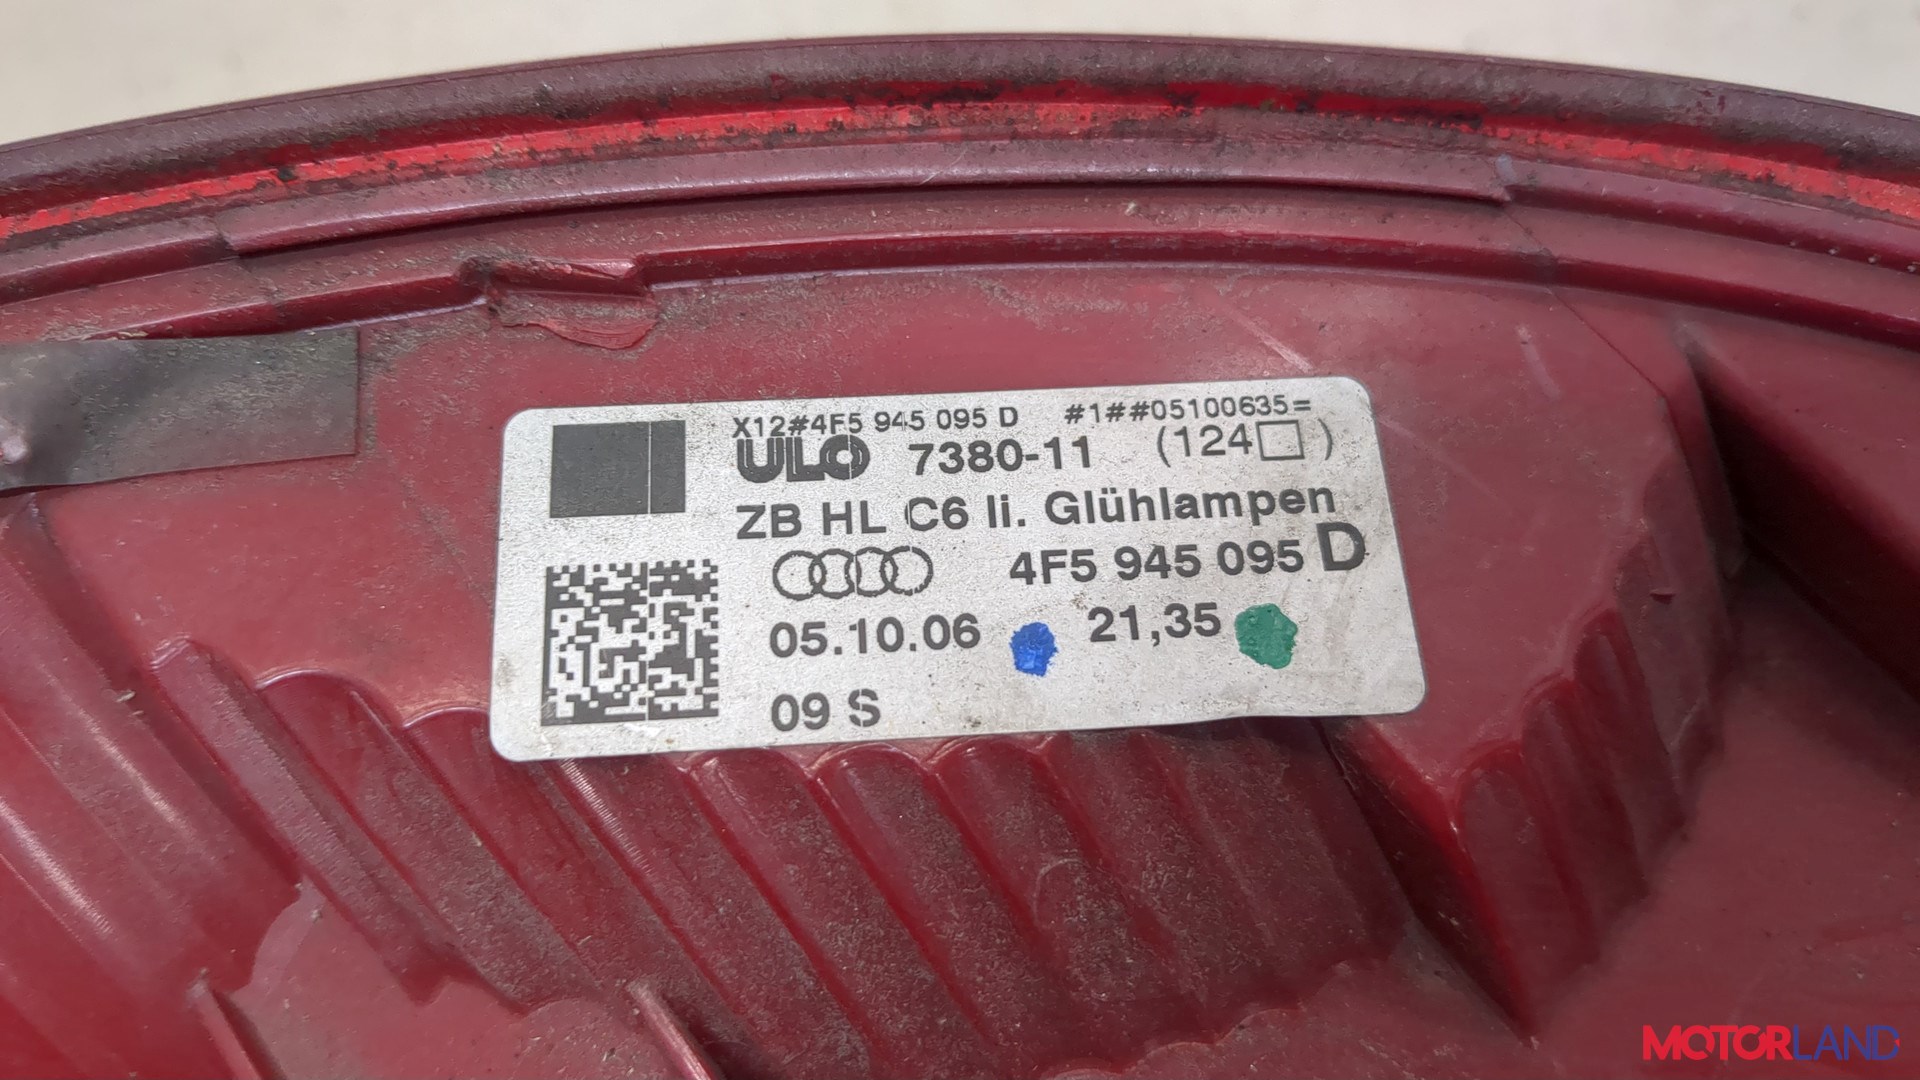 X12#4F5 945 095 D #1##05100635=
ULO 7380-11 (124□)
ZB HL C6 li. Glühlampen
4F5 945 095 D
05.10.06 21,35
09 S
MOTORLAND